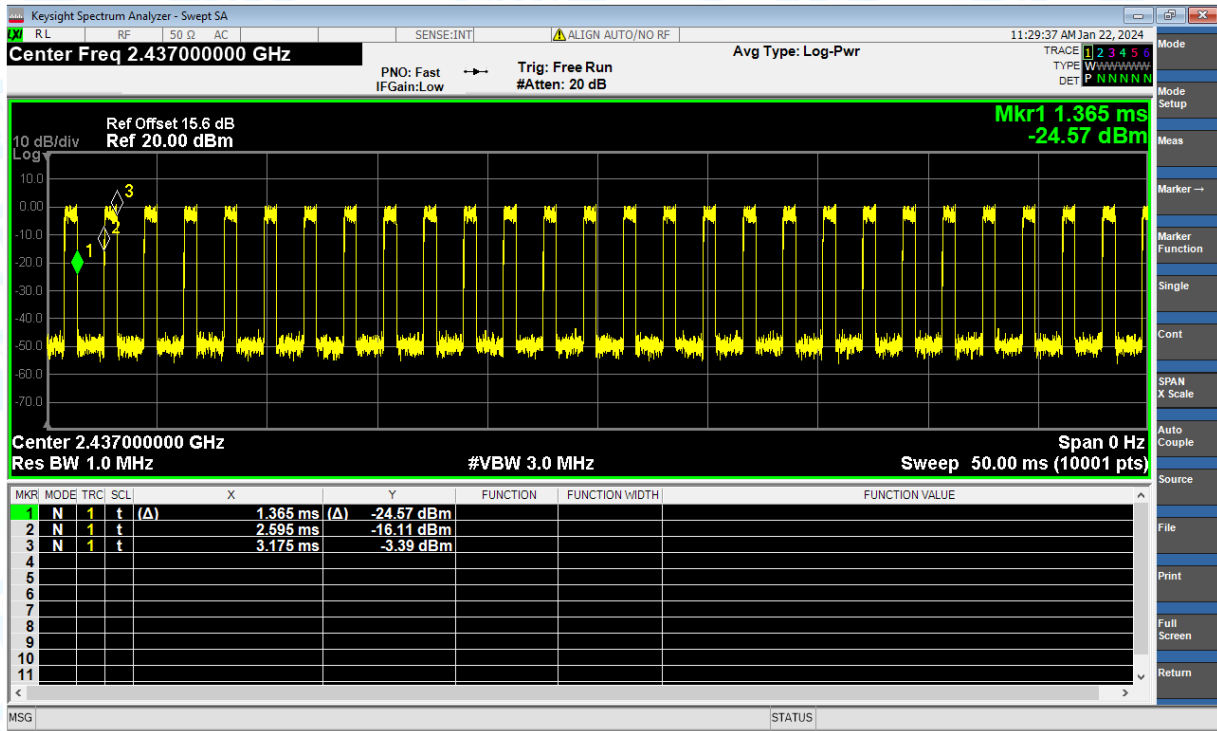 Keysight Spectrum Analyzer - Swept SA
LXI RL RF 50 Ω AC SENSE:INT ALIGN AUTO/NO RF 11:29:37 AM Jan 22, 2024
Center Freq 2.437000000 GHz
PNO: Fast
IFGain:Low
Trig: Free Run
#Atten: 20 dB
Avg Type: Log-Pwr
TRACE 1 2 3 4 5 6
TYPE WWWWWW
DET P N N N N N
Mkr1 1.365 ms
-24.57 dBm
Ref Offset 15.6 dB
10 dB/div Ref 20.00 dBm
Log
10.0
0.00
-10.0
-20.0
-30.0
-40.0
-50.0
-60.0
-70.0
1
2
3
Center 2.437000000 GHz Span 0 Hz
Res BW 1.0 MHz #VBW 3.0 MHz Sweep 50.00 ms (10001 pts)
MKR MODE TRC SCL X Y FUNCTION FUNCTION WIDTH FUNCTION VALUE
1 N 1 t (Δ) 1.365 ms (Δ) -24.57 dBm
2 N 1 t 2.595 ms -16.11 dBm
3 N 1 t 3.175 ms -3.39 dBm
4
5
6
7
8
9
10
11
MSG STATUS
Mode
Mode
Setup
Meas
Marker →
Marker
Function
Single
Cont
SPAN
X Scale
Auto
Couple
Source
File
Print
Full
Screen
Return